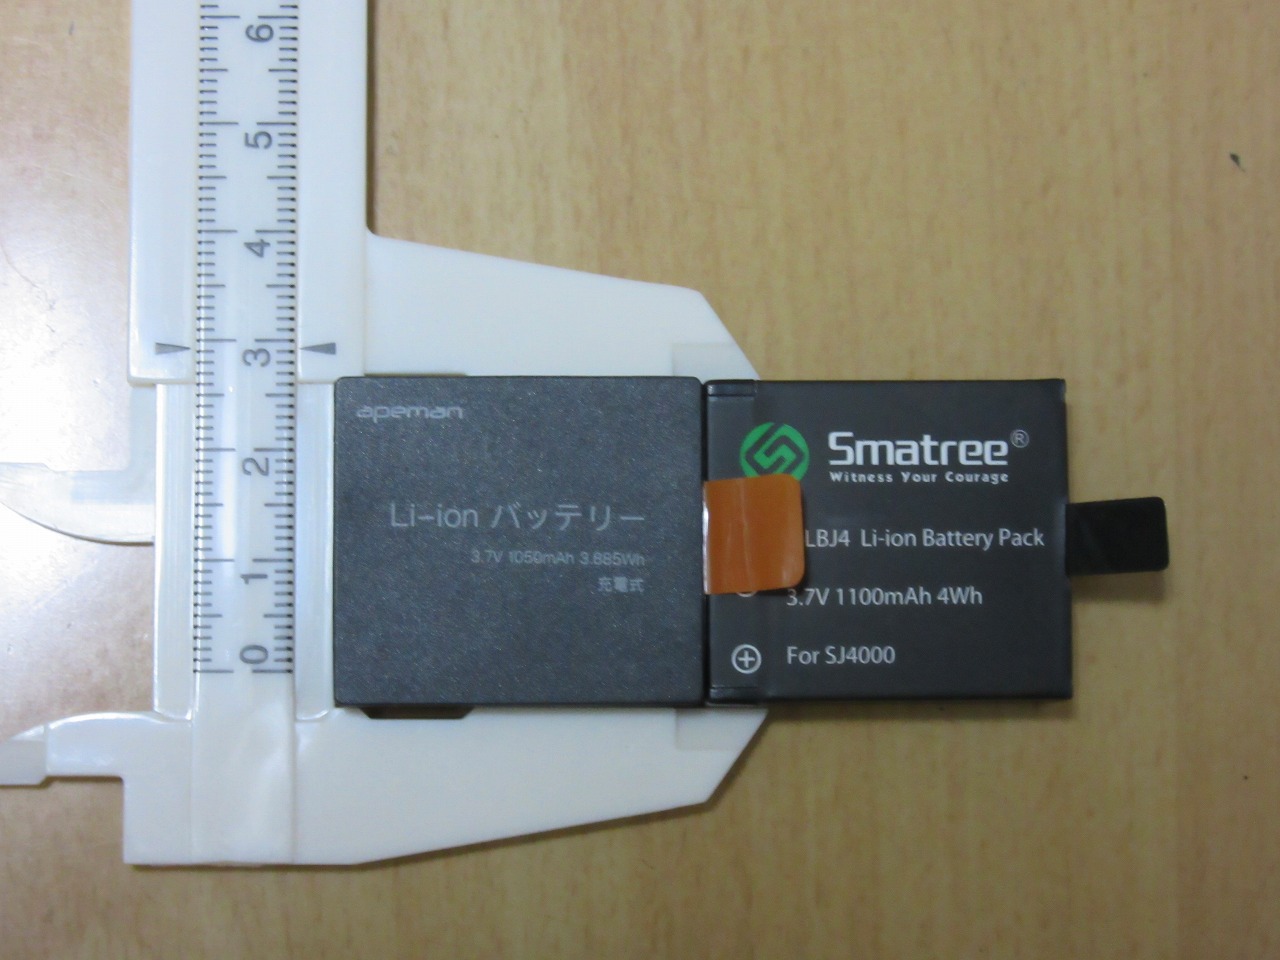 6
5
4
3
2
1
0
apeman
Li-ion バッテリー
3.7V 1050mAh 3.885Wh
充電式
Smatree®
Witness Your Courage
LBJ4 Li-ion Battery Pack
3.7V 1100mAh 4Wh
For SJ4000